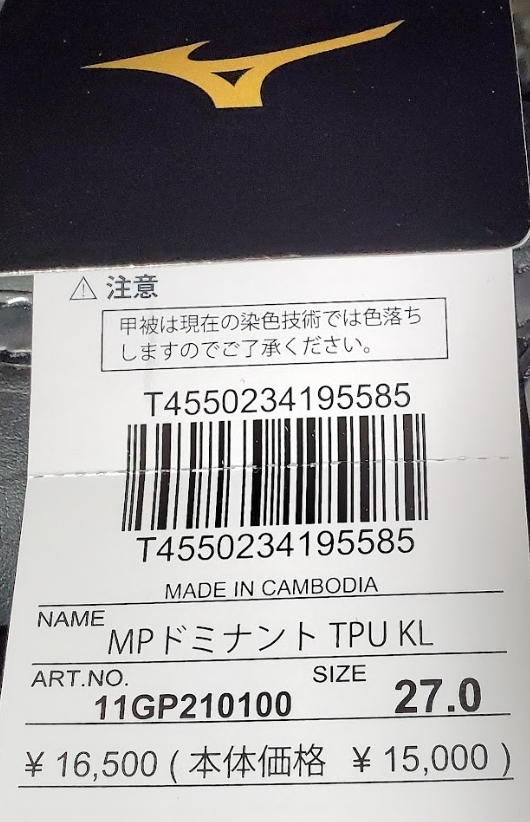 ⚠ 注意
甲被は現在の染色技術では色落ち
しますのでご了承ください。
T4550234195585
T4550234195585
MADE IN CAMBODIA
NAME
MPドミナント TPU KL
ART.NO. SIZE
11GP210100 27.0
¥ 16,500 ( 本体価格 ¥ 15,000 )